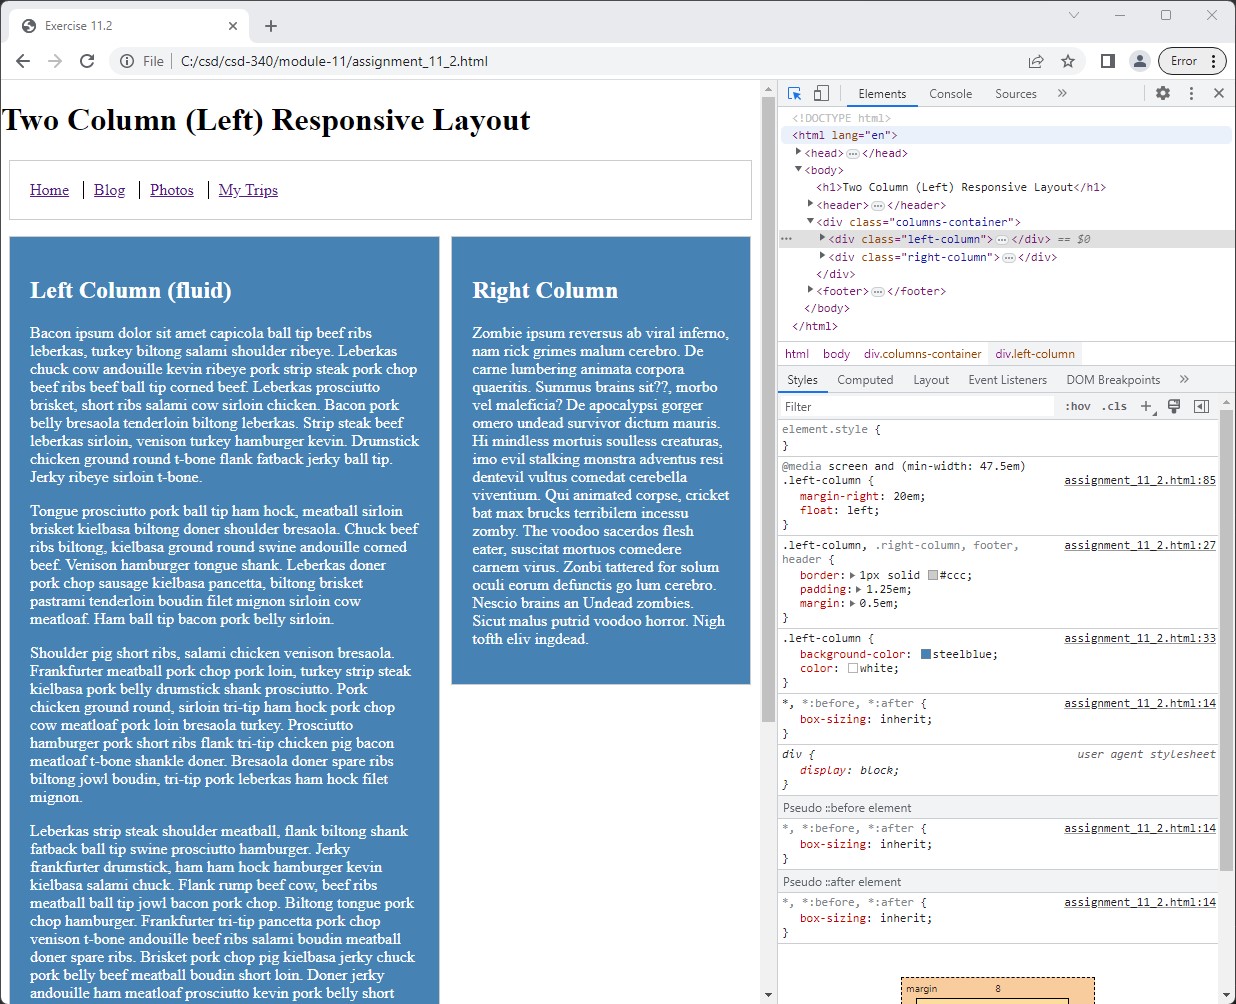 Exercise 11.2
File
C:/csd/csd-340/module-11/assignment_11_2.html
Error
Two Column (Left) Responsive Layout
Home
Blog
Photos
My Trips
Left Column (fluid)
Bacon ipsum dolor sit amet capicola ball tip beef ribs
leberkas, turkey biltong salami shoulder ribeye. Leberkas
chuck cow andouille kevin ribeye pork strip steak pork chop
beef ribs beef ball tip corned beef. Leberkas prosciutto
brisket, short ribs salami cow sirloin chicken. Bacon pork
belly bresaola tenderloin biltong leberkas. Strip steak beef
leberkas sirloin, venison turkey hamburger kevin. Drumstick
chicken ground round t-bone flank fatback jerky ball tip.
Jerky ribeye sirloin t-bone.
Tongue prosciutto pork ball tip ham hock, meatball sirloin
brisket kielbasa biltong doner shoulder bresaola. Chuck beef
ribs biltong, kielbasa ground round swine andouille corned
beef. Venison hamburger tongue shank. Leberkas doner
pork chop sausage kielbasa pancetta, biltong brisket
pastrami tenderloin boudin filet mignon sirloin cow
meatloaf. Ham ball tip bacon pork belly sirloin.
Shoulder pig short ribs, salami chicken venison bresaola.
Frankfurter meatball pork chop pork loin, turkey strip steak
kielbasa pork belly drumstick shank prosciutto. Pork
chicken ground round, sirloin tri-tip ham hock pork chop
cow meatloaf pork loin bresaola turkey. Prosciutto
hamburger pork short ribs flank tri-tip chicken pig bacon
meatloaf t-bone shankle doner. Bresaola doner spare ribs
biltong jowl boudin, tri-tip pork leberkas ham hock filet
mignon.
Leberkas strip steak shoulder meatball, flank biltong shank
fatback ball tip swine prosciutto hamburger. Jerky
frankfurter drumstick, ham ham hock hamburger kevin
kielbasa salami chuck. Flank rump beef cow, beef ribs
meatball ball tip jowl bacon pork chop. Biltong tongue pork
chop hamburger. Frankfurter tri-tip pancetta pork chop
venison t-bone andouille beef ribs salami boudin meatball
doner spare ribs. Brisket pork chop pig kielbasa jerky chuck
pork belly beef meatball boudin short loin. Doner jerky
andouille ham meatloaf prosciutto kevin pork belly short
Right Column
Zombie ipsum reversus ab viral inferno,
nam rick grimes malum cerebro. De
carne lumbering animata corpora
quaeritis. Summus brains sit??, morbo
vel maleficia? De apocalypsi gorger
omero undead survivor dictum mauris.
Hi mindless mortuis soulless creaturas,
imo evil stalking monstra adventus resi
dentevil vultus comedat cerebella
viventium. Qui animated corpse, cricket
bat max brucks terribilem incessu
zomby. The voodoo sacerdos flesh
eater, suscitat mortuos comedere
carnem virus. Zonbi tattered for solum
oculi eorum defunctis go lum cerebro.
Nescio brains an Undead zombies.
Sicut malus putrid voodoo horror. Nigh
tofth eliv ingdead.
Elements
Console
Sources
<!DOCTYPE html>
<html lang="en">
<head> … </head>
<body>
<h1>Two Column (Left) Responsive Layout</h1>
<header> … </header>
<div class="columns-container">
<div class="left-column"> … </div> == $0
<div class="right-column"> … </div>
</div>
<footer> … </footer>
</body>
</html>
html body div.columns-container div.left-column
Styles Computed Layout Event Listeners DOM Breakpoints
Filter
:hov .cls
element.style {
}
@media screen and (min-width: 47.5em)
.left-column { assignment_11_2.html:85
margin-right: 20em;
float: left;
}
.left-column, .right-column, footer, assignment_11_2.html:27
header {
border: 1px solid #ccc;
padding: 1.25em;
margin: 0.5em;
}
.left-column { assignment_11_2.html:33
background-color: steelblue;
color: white;
}
*, *:before, *:after { assignment_11_2.html:14
box-sizing: inherit;
}
div { user agent stylesheet
display: block;
}
Pseudo ::before element
*, *:before, *:after { assignment_11_2.html:14
box-sizing: inherit;
}
Pseudo ::after element
*, *:before, *:after { assignment_11_2.html:14
box-sizing: inherit;
}
margin 8